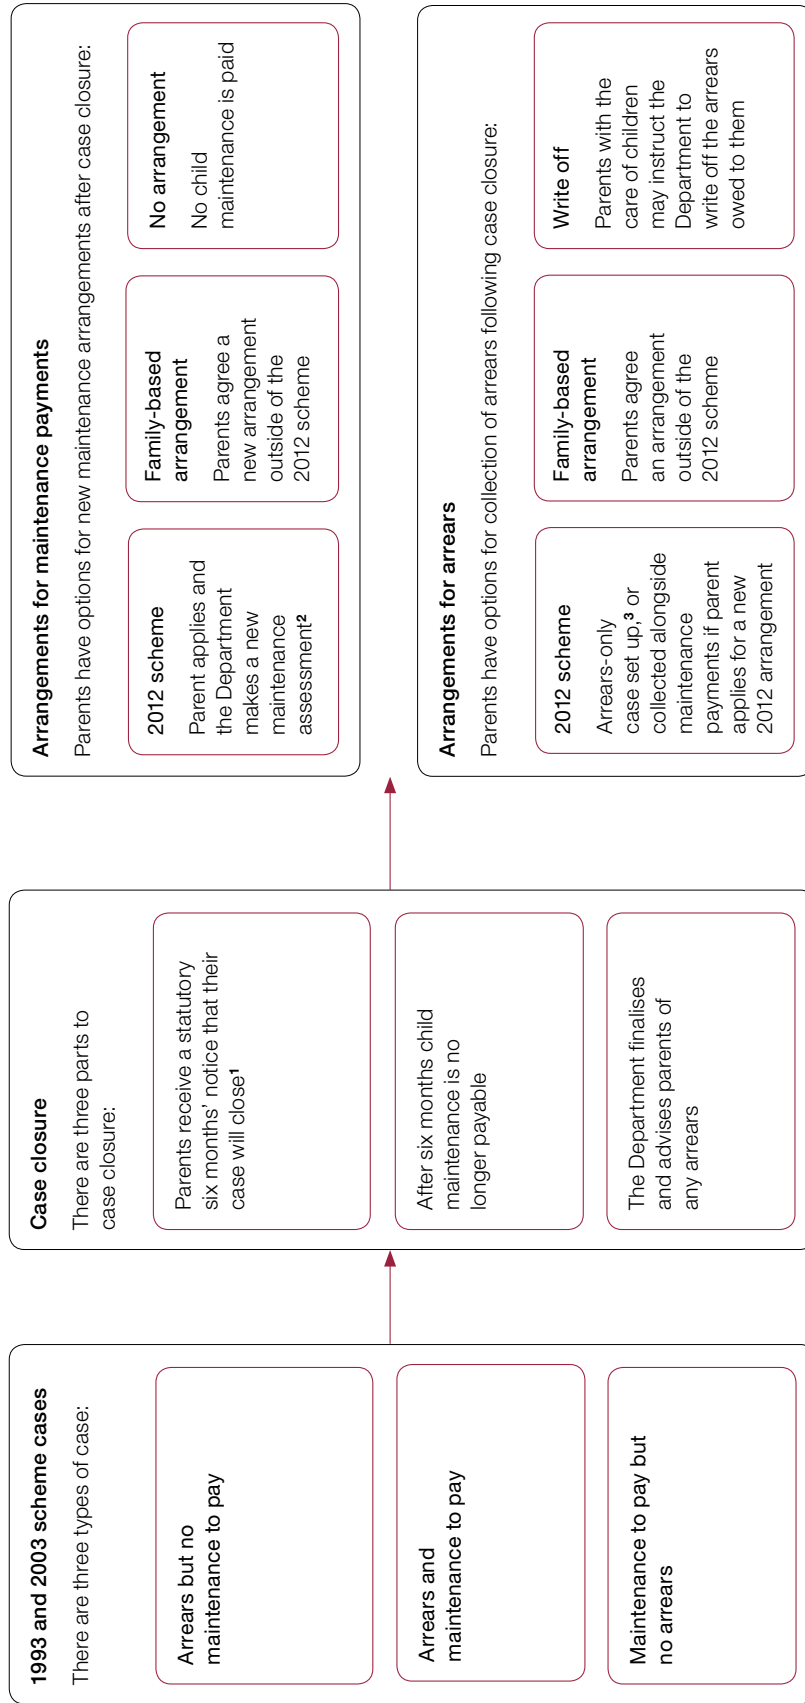 1993 and 2003 scheme cases
There are three types of case:
Arrears but no
maintenance to pay
Arrears and
maintenance to pay
Maintenance to pay but
no arrears
Case closure
There are three parts to
case closure:
Parents receive a statutory
six months’ notice that their
case will close¹
After six months child
maintenance is no
longer payable
The Department finalises
and advises parents of
any arrears
Arrangements for maintenance payments
Parents have options for new maintenance arrangements after case closure:
2012 scheme
Parent applies and
the Department
makes a new
maintenance
assessment²
Family-based
arrangement
Parents agree a
new arrangement
outside of the
2012 scheme
No arrangement
No child
maintenance is paid
Arrangements for arrears
Parents have options for collection of arrears following case closure:
2012 scheme
Arrears-only
case set up,³ or
collected alongside
maintenance
payments if parent
applies for a new
2012 arrangement
Family-based
arrangement
Parents agree
an arrangement
outside of the
2012 scheme
Write off
Parents with the
care of children
may instruct the
Department to
write off the arrears
owed to them